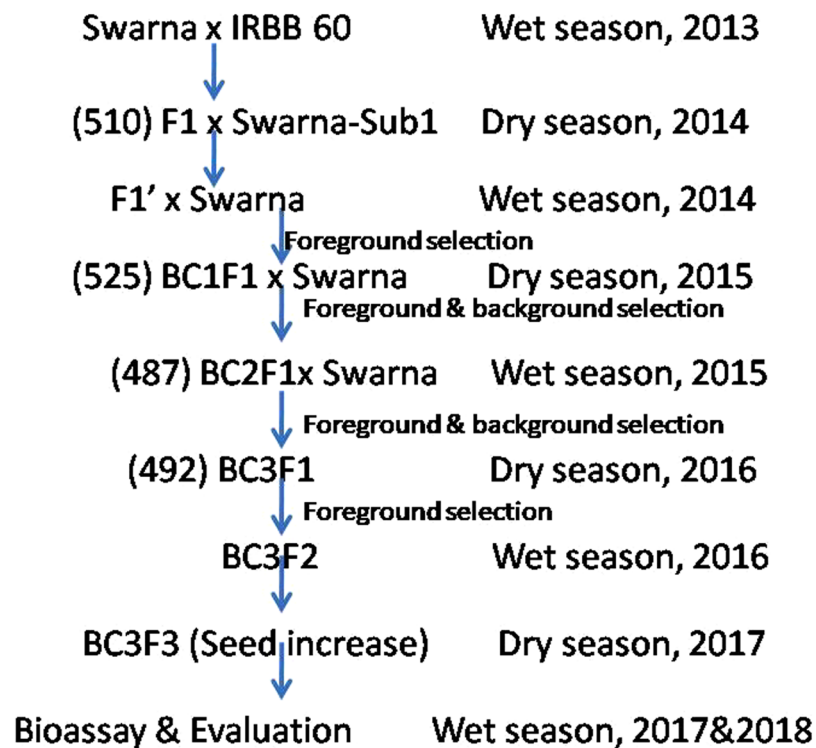 Swarna x IRBB 60 Wet season, 2013
(510) F1 x Swarna-Sub1 Dry season, 2014
F1’ x Swarna Wet season, 2014
Foreground selection
(525) BC1F1 x Swarna Dry season, 2015
Foreground & background selection
(487) BC2F1x Swarna Wet season, 2015
Foreground & background selection
(492) BC3F1 Dry season, 2016
Foreground selection
BC3F2 Wet season, 2016
BC3F3 (Seed increase) Dry season, 2017
Bioassay & Evaluation Wet season, 2017&2018